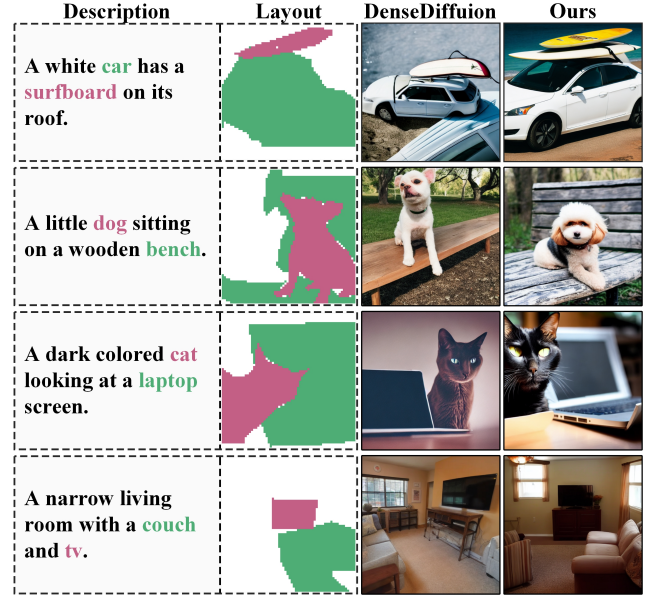 Description Layout DenseDiffuion Ours
A white car has a
surfboard on its
roof.
A little dog sitting
on a wooden bench.
A dark colored cat
looking at a laptop
screen.
A narrow living
room with a couch
and tv.